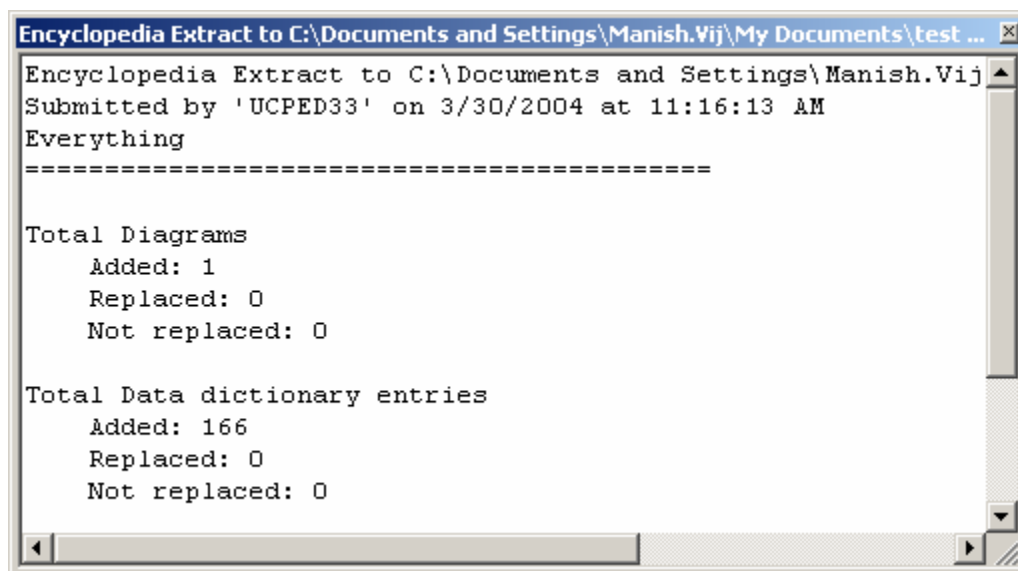 Encyclopedia Extract to C:\Documents and Settings\Manish.Vij\My Documents\test ...
Encyclopedia Extract to C:\Documents and Settings\Manish.Vij
Submitted by 'UCPED33' on 3/30/2004 at 11:16:13 AM
Everything
===========================================
Total Diagrams
Added: 1
Replaced: 0
Not replaced: 0
Total Data dictionary entries
Added: 166
Replaced: 0
Not replaced: 0